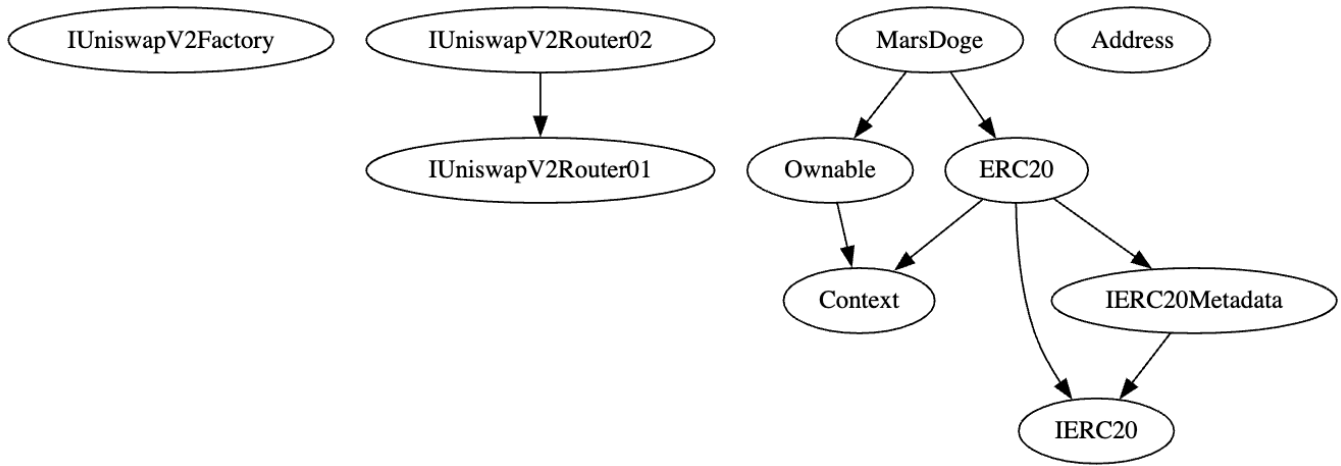 IUniswapV2Factory
IUniswapV2Router02
MarsDoge
Address
IUniswapV2Router01
Ownable
ERC20
Context
IERC20Metadata
IERC20